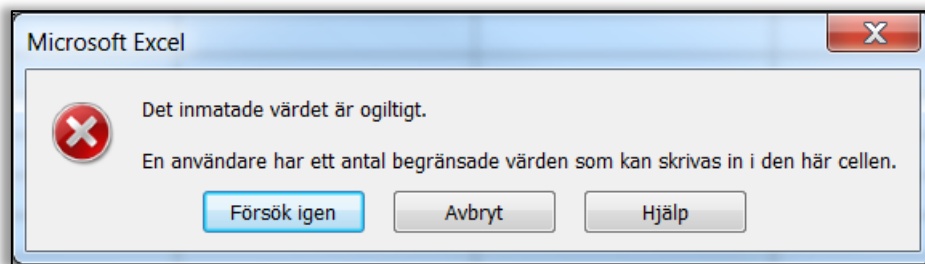 Microsoft Excel
Det inmatade värdet är ogiltigt.
En användare har ett antal begränsade värden som kan skrivas in i den här cellen.
Försök igen
Avbryt
Hjälp